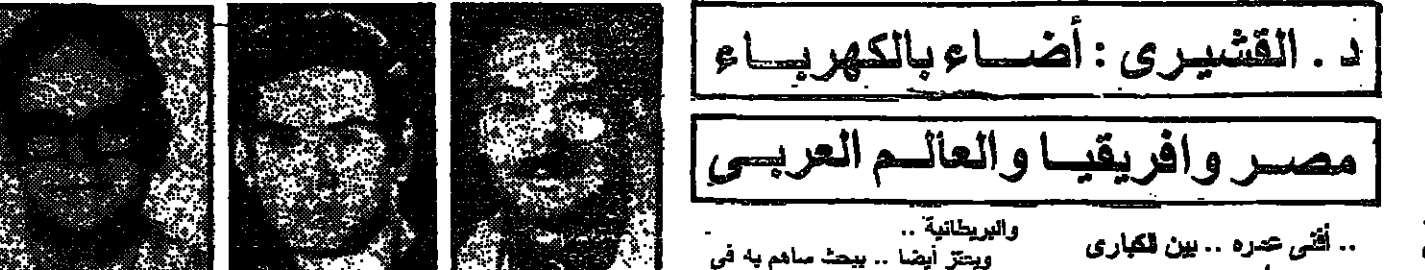 د . القشيرى : أضاء بالكهرباء
مصر وافريقيا والعالم العربى
.. أفنى عمره .. بين الكبارى
والبريطانية ..
ويعتز أيضا .. ببحث ساهم به فى